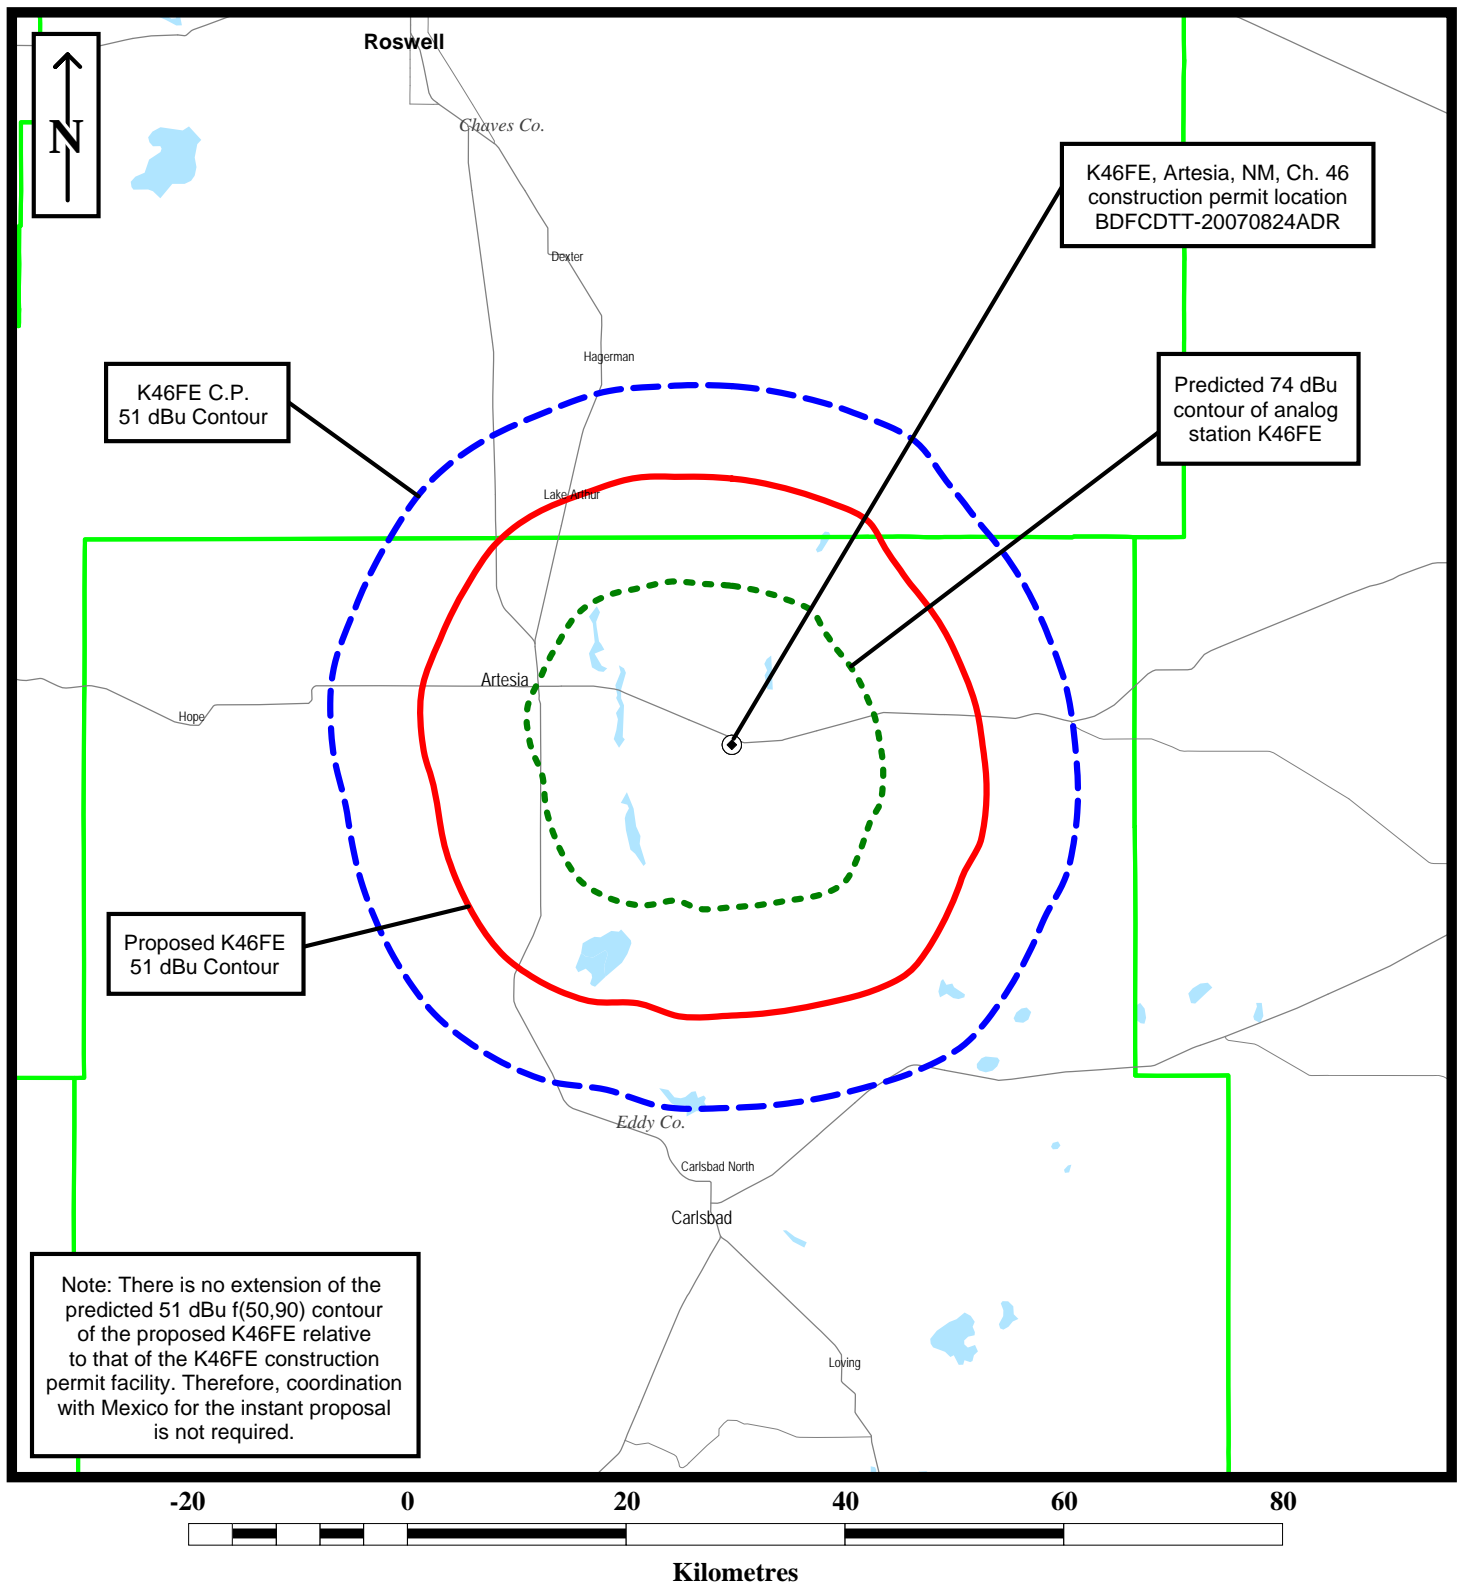 Roswell
N
Chaves Co.
K46FE, Artesia, NM, Ch. 46
construction permit location
BDFCDTT-20070824ADR
Dexter
Hagerman
K46FE C.P.
51 dBu Contour
Predicted 74 dBu
contour of analog
station K46FE
Lake Arthur
Artesia
Hope
Proposed K46FE
51 dBu Contour
Eddy Co.
Carlsbad North
Carlsbad
Note: There is no extension of the
predicted 51 dBu f(50,90) contour
of the proposed K46FE relative
to that of the K46FE construction
permit facility. Therefore, coordination
with Mexico for the instant proposal
is not required.
Loving
-20 0 20 40 60 80
Kilometres